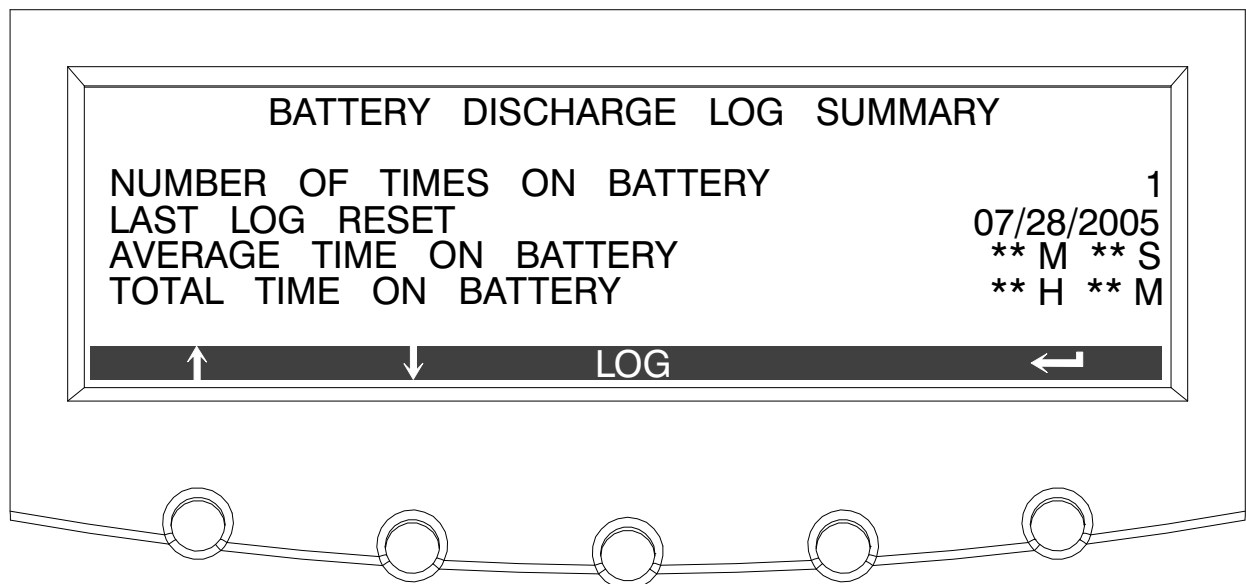 BATTERY DISCHARGE LOG SUMMARY
NUMBER OF TIMES ON BATTERY 1
LAST LOG RESET 07/28/2005
AVERAGE TIME ON BATTERY ** M ** S
TOTAL TIME ON BATTERY ** H ** M
↑ ↓ LOG ↵